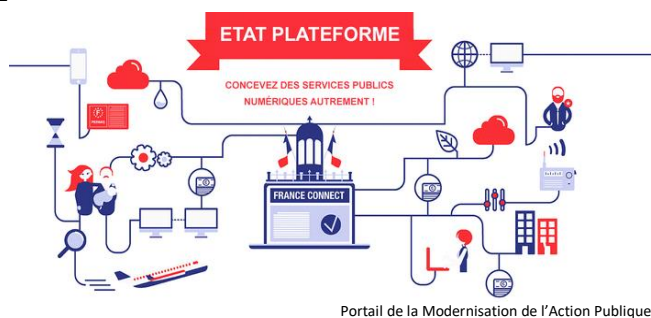 ETAT PLATEFORME
CONCEVEZ DES SERVICES PUBLICS
NUMÉRIQUES AUTREMENT !
FRANCE CONNECT
Portail de la Modernisation de l’Action Publique